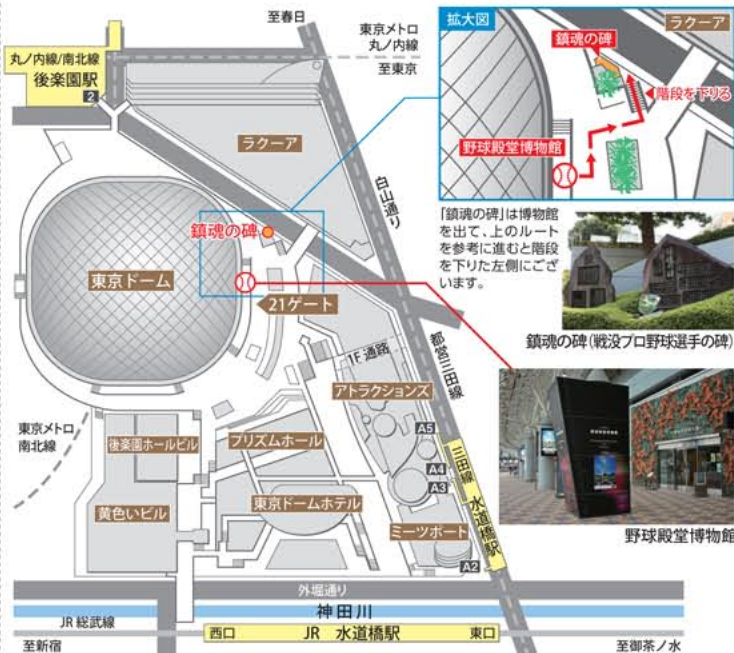 至春日
東京メトロ
丸ノ内線
至東京
丸ノ内線/南北線
後楽園駅
2
ラクーア
白山通り
鎮魂の碑
東京ドーム
21ゲート
都営三田線
1F 通路
アトラクションズ
東京メトロ
南北線
後楽園ホールビル
プリズムホール
黄色いビル
東京ドームホテル
A5
A4
A3
三田線 水道橋駅
ミーツポート
A2
外堀通り
神田川
JR 総武線
西口 JR 水道橋駅 東口
至新宿
至御茶ノ水
拡大図
ラクーア
鎮魂の碑
階段を下りる
野球殿堂博物館
「鎮魂の碑」は博物館
を出て、上のルート
を参考に進むと階段
を下りた左側にござ
います。
鎮魂の碑(戦没プロ野球選手の碑)
野球殿堂博物館